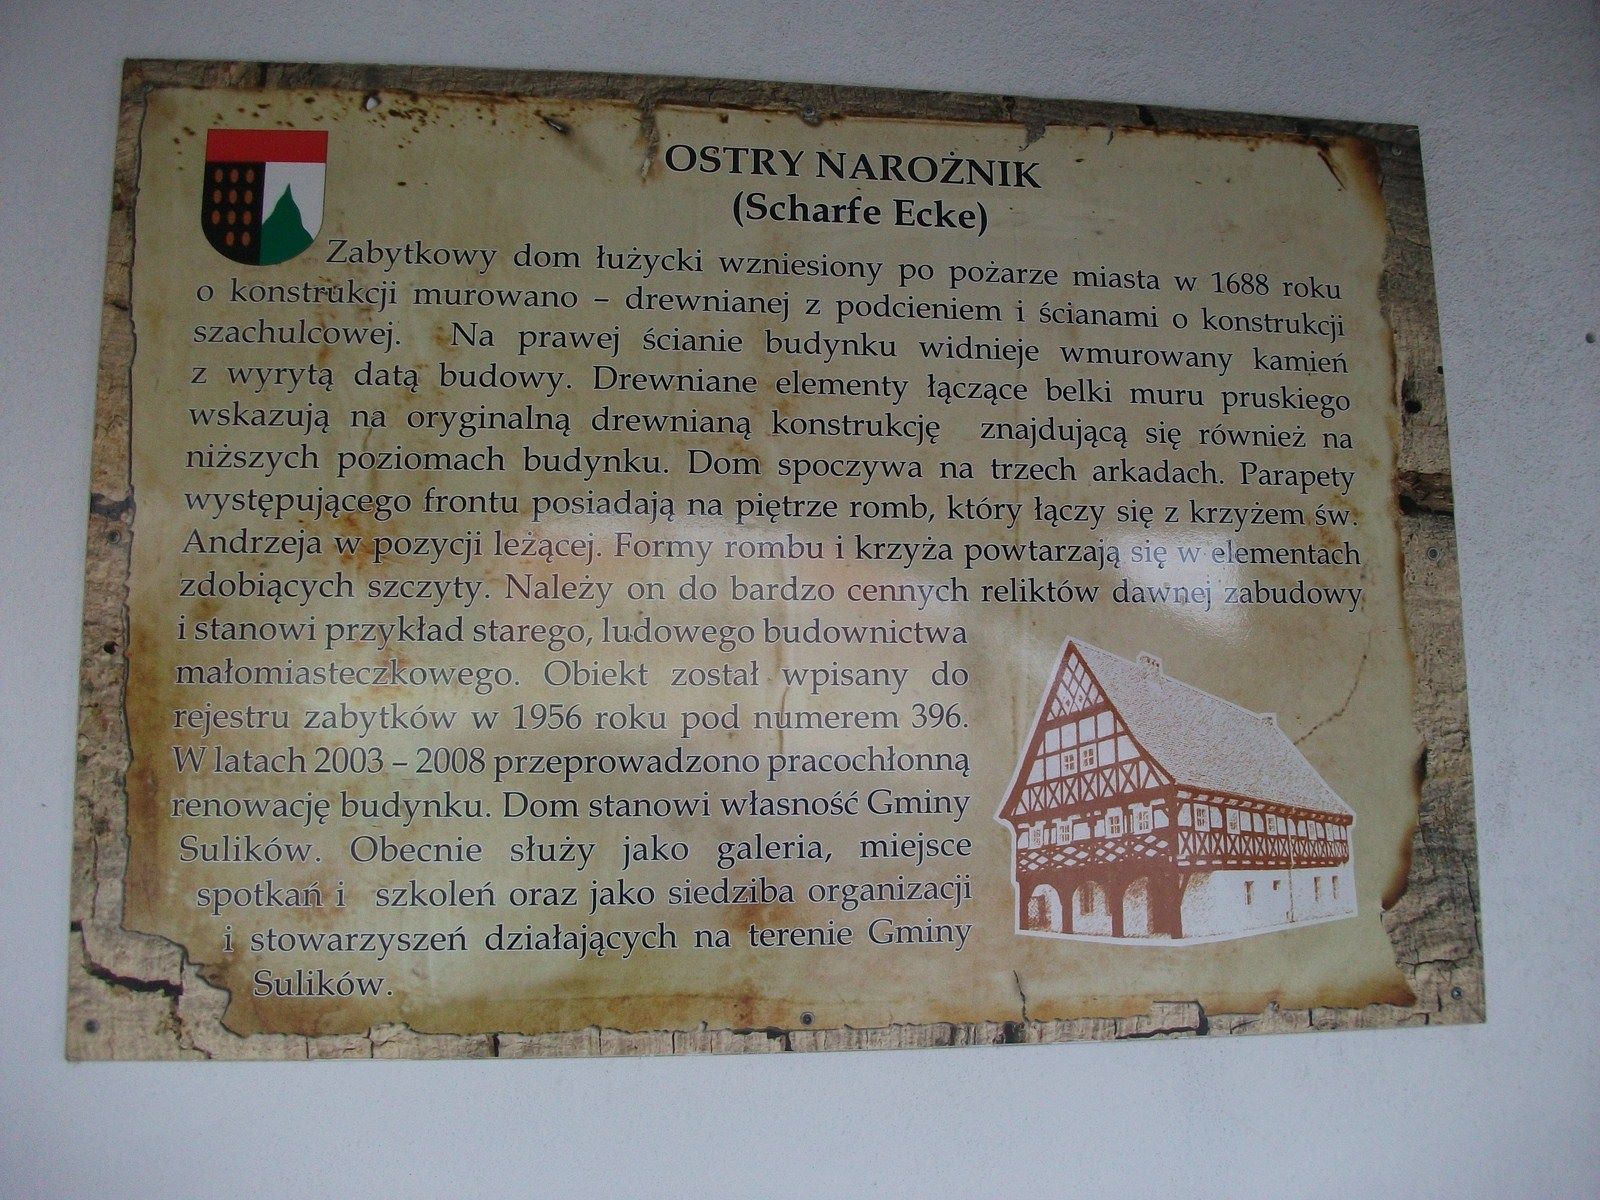 OSTRY NAROŻNIK
(Scharfe Ecke)
Zabytkowy dom łużycki wzniesiony po pożarze miasta w 1688 roku
o konstrukcji murowano – drewnianej z podcieniem i ścianami o konstrukcji
szachulcowej. Na prawej ścianie budynku widnieje wmurowany kamień
z wyrytą datą budowy. Drewniane elementy łączące belki muru pruskiego
wskazują na oryginalną drewnianą konstrukcję znajdującą się również na
niższych poziomach budynku. Dom spoczywa na trzech arkadach. Parapety
występującego frontu posiadają na piętrze romb, który łączy się z krzyżem św.
Andrzeja w pozycji leżącej. Formy rombu i krzyża powtarzają się w elementach
zdobiących szczyty. Należy on do bardzo cennych reliktów dawnej zabudowy
i stanowi przykład starego, ludowego budownictwa
małomiasteczkowego. Obiekt został wpisany do
rejestru zabytków w 1956 roku pod numerem 396.
W latach 2003 – 2008 przeprowadzono pracochłonną
renowację budynku. Dom stanowi własność Gminy
Sulików. Obecnie służy jako galeria, miejsce
spotkań i szkoleń oraz jako siedziba organizacji
i stowarzyszeń działających na terenie Gminy
Sulików.